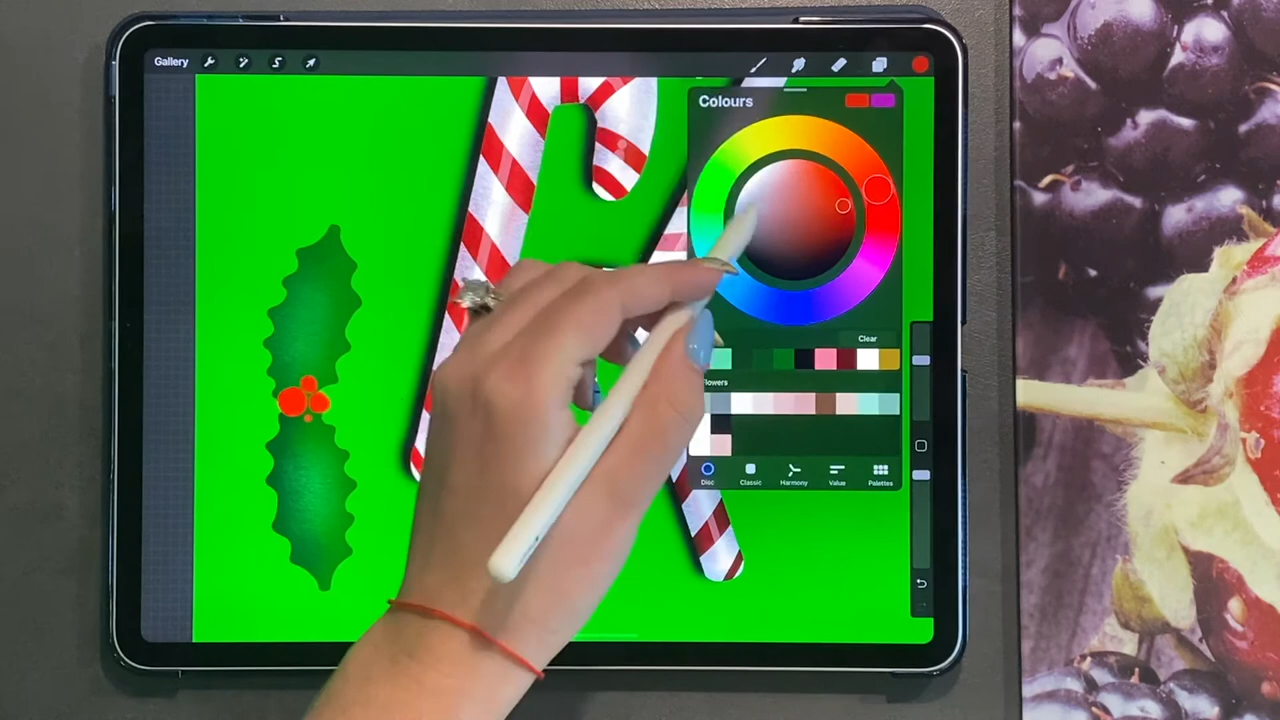 Gallery
Colours
Clear
Flowers
Disc
Classic
Harmony
Value
Palettes